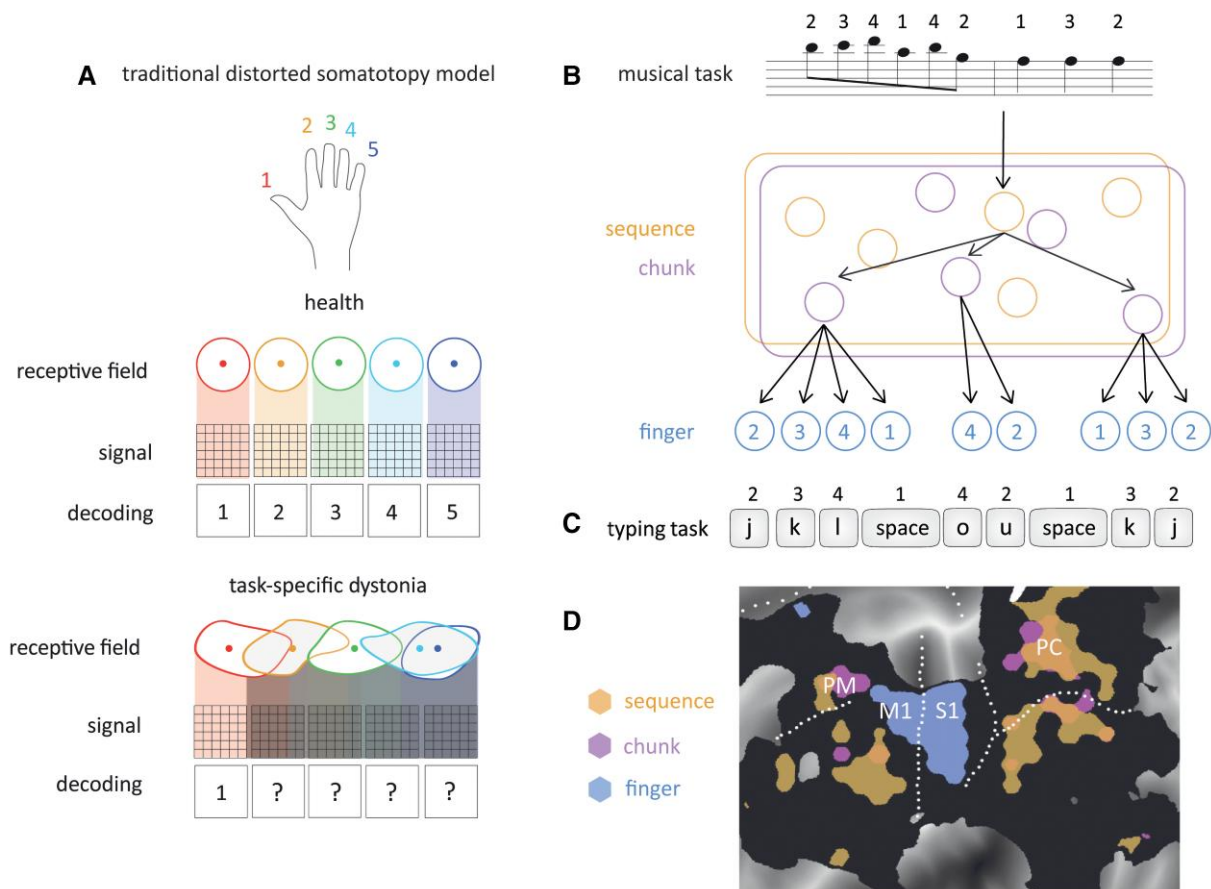 A traditional distorted somatotopy model
1 2 3 4 5
health
receptive field
signal
decoding 1 2 3 4 5
task-specific dystonia
receptive field
signal
decoding 1 ? ? ? ?
2 3 4 1 4 2 1 3 2
B musical task
sequence
chunk
finger 2 3 4 1 4 2 1 3 2
2 3 4 1 4 2 1 3 2
C typing task j k l space o u space k j
D
PC
PM
M1 S1
sequence
chunk
finger